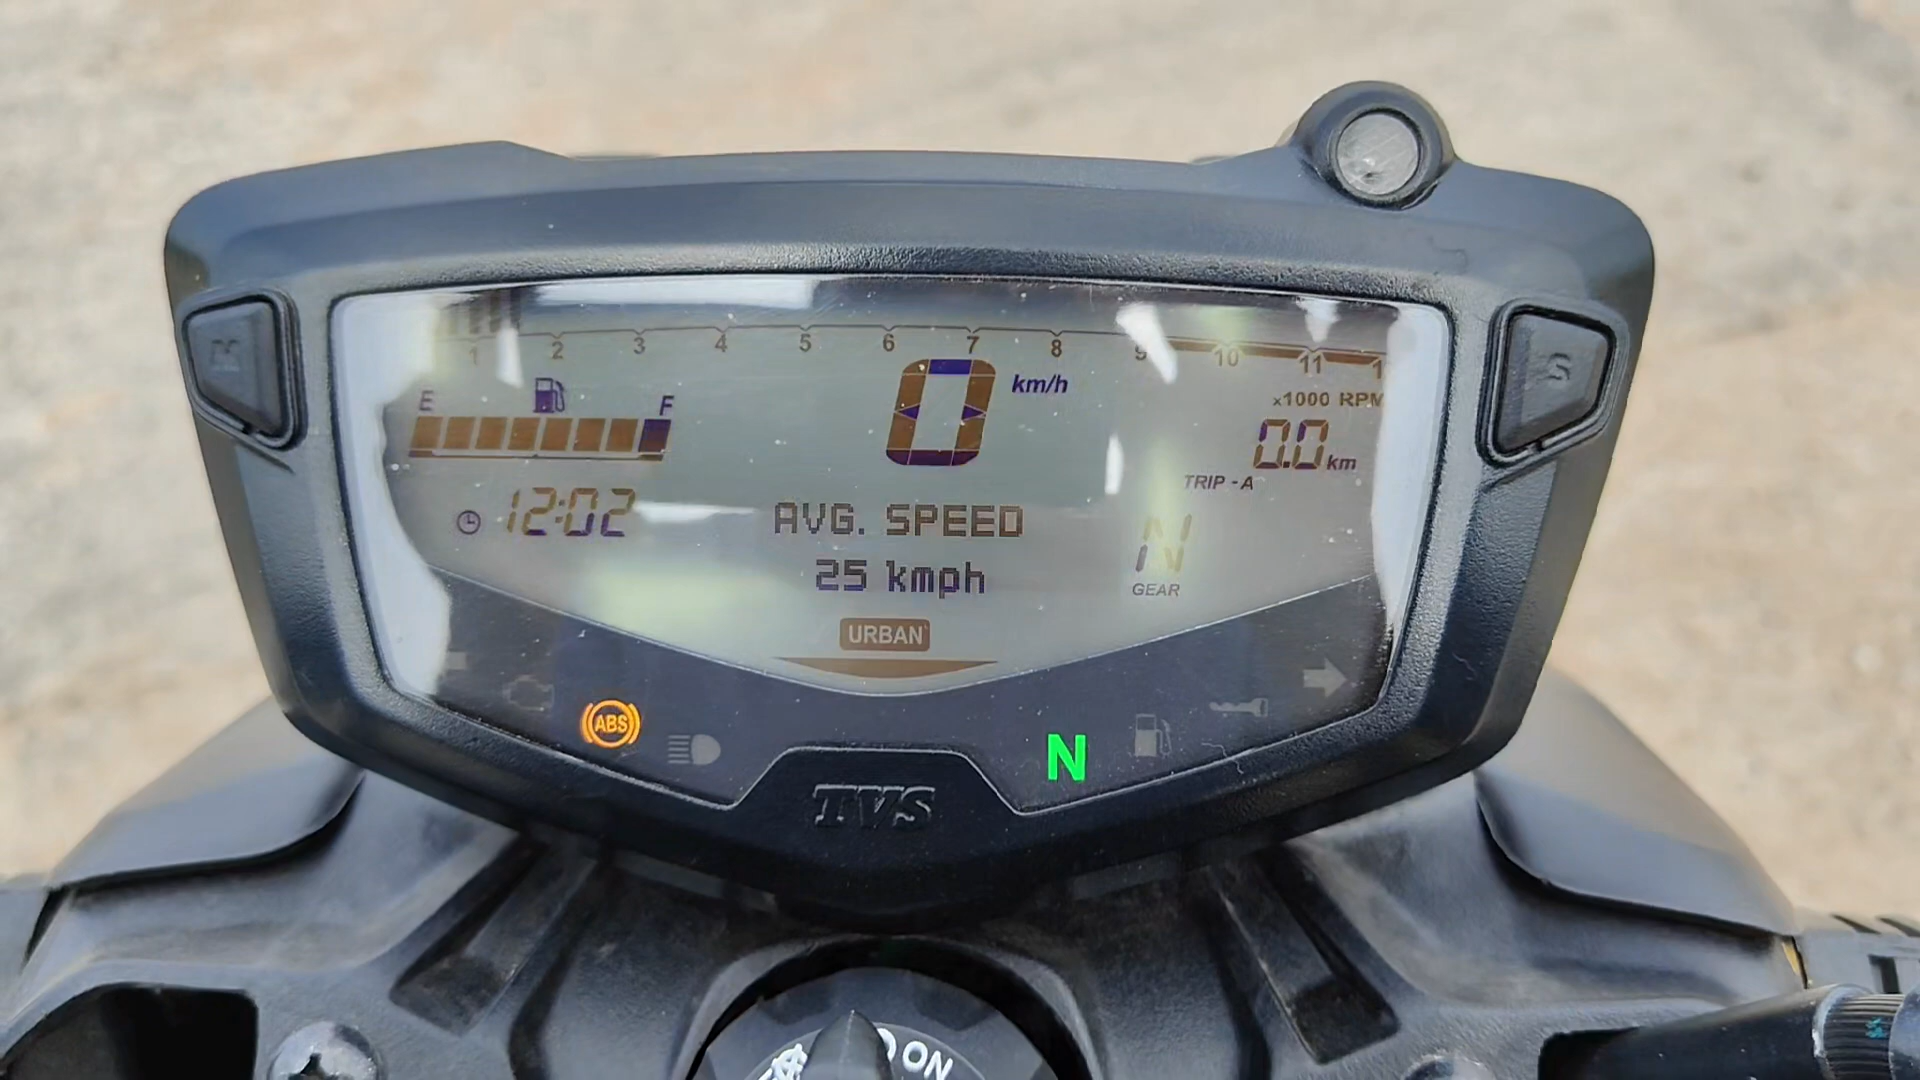 1 2 3 4 5 6 7 8 9 10 11
x1000 RPM
E F
0 km/h
0.0 km
TRIP - A
12:02
AVG. SPEED
25 kmph
N
GEAR
URBAN
ABS
N
TVS
S
ON